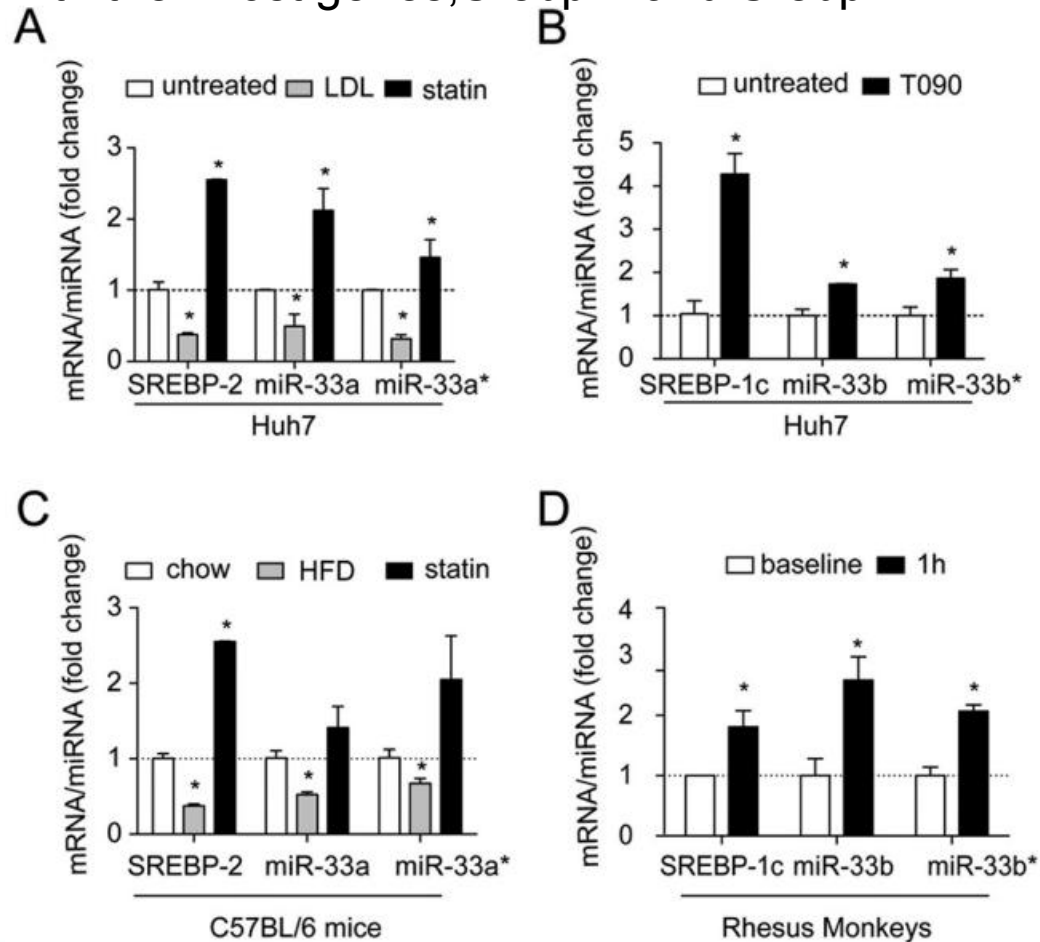 A
untreated LDL statin
mRNA/miRNA (fold change)
3
2
1
0
* * * * * *
SREBP-2 miR-33a miR-33a*
Huh7
B
untreated T090
mRNA/miRNA (fold change)
5
4
3
2
1
0
* * *
SREBP-1c miR-33b miR-33b*
Huh7
C
chow HFD statin
mRNA/miRNA (fold change)
3
2
1
0
* * * *
SREBP-2 miR-33a miR-33a*
C57BL/6 mice
D
baseline 1h
mRNA/miRNA (fold change)
4
3
2
1
0
* * *
SREBP-1c miR-33b miR-33b*
Rhesus Monkeys